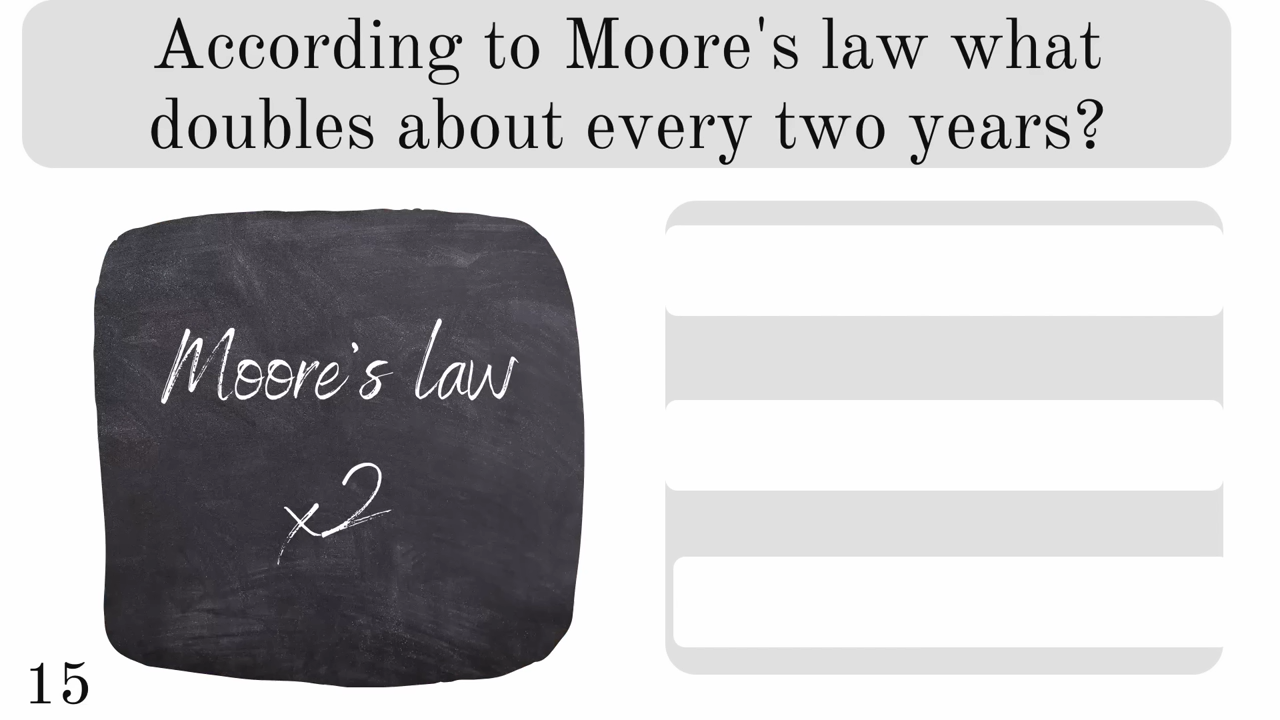 According to Moore's law what
doubles about every two years?
Moore's law
x2
15